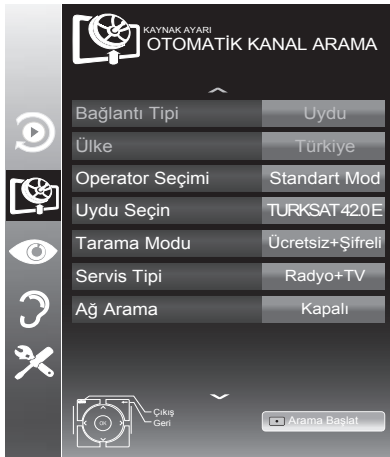 KAYNAK AYARI
OTOMATİK KANAL ARAMA
Bağlantı Tipi Uydu
Ülke Türkiye
Operator Seçimi Standart Mod
Uydu Seçin TURKSAT 42.0 E
Tarama Modu Ücretsiz+Şifreli
Servis Tipi Radyo+TV
Ağ Arama Kapalı
OK
Çıkış
Geri
Arama Başlat